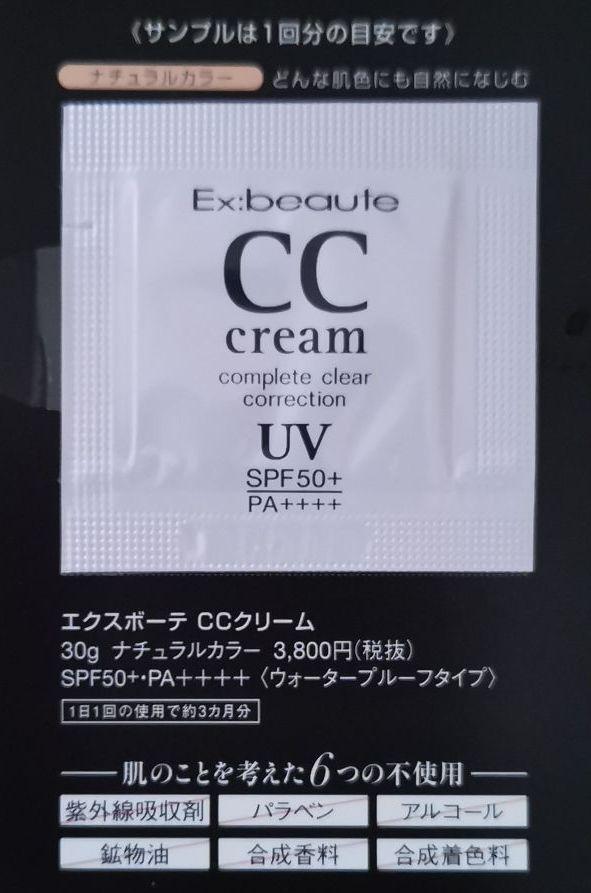 《サンプルは1回分の目安です》
ナチュラルカラー どんな肌色にも自然になじむ
Ex:beaute
CC
cream
complete clear
correction
UV
SPF50+
PA++++
エクスボーテ CCクリーム
30g ナチュラルカラー 3,800円(税抜)
SPF50+・PA++++〈ウォータープルーフタイプ〉
1日1回の使用で約3カ月分
肌のことを考えた6つの不使用
紫外線吸収剤 パラベン アルコール
鉱物油 合成香料 合成着色料